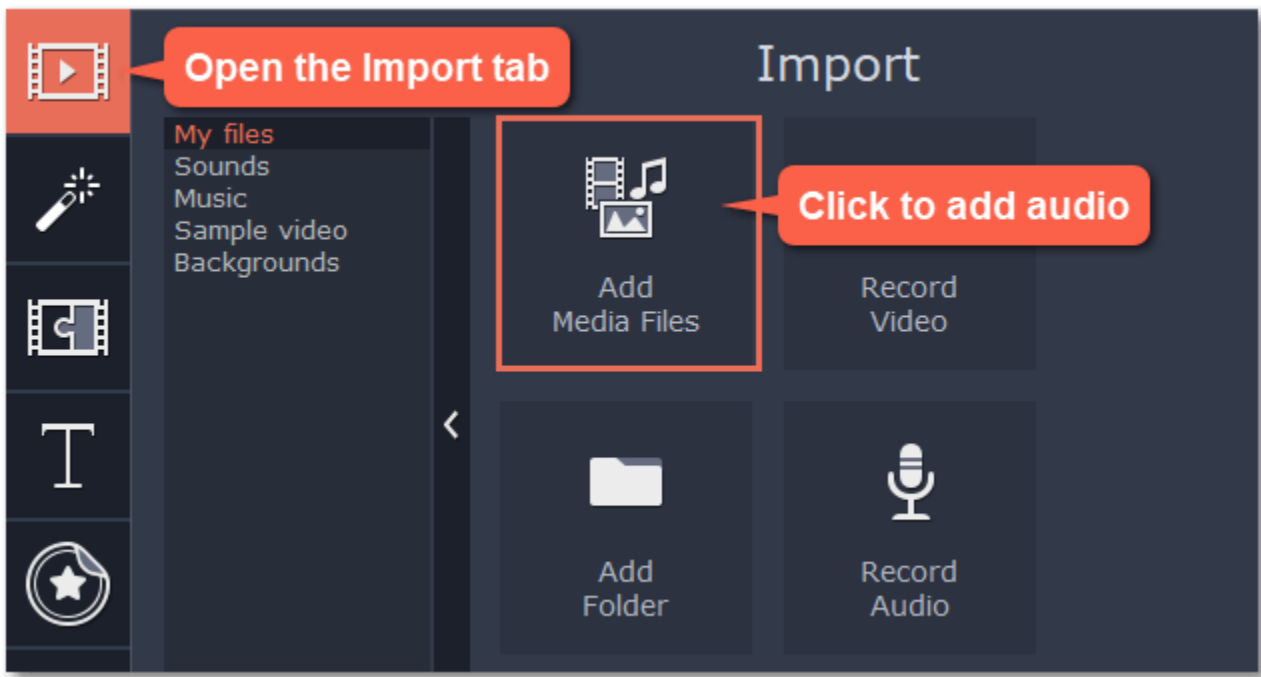 Open the Import tab
Import
My files
Sounds
Music
Sample video
Backgrounds
Click to add audio
Add
Media Files
Record
Video
Add
Folder
Record
Audio